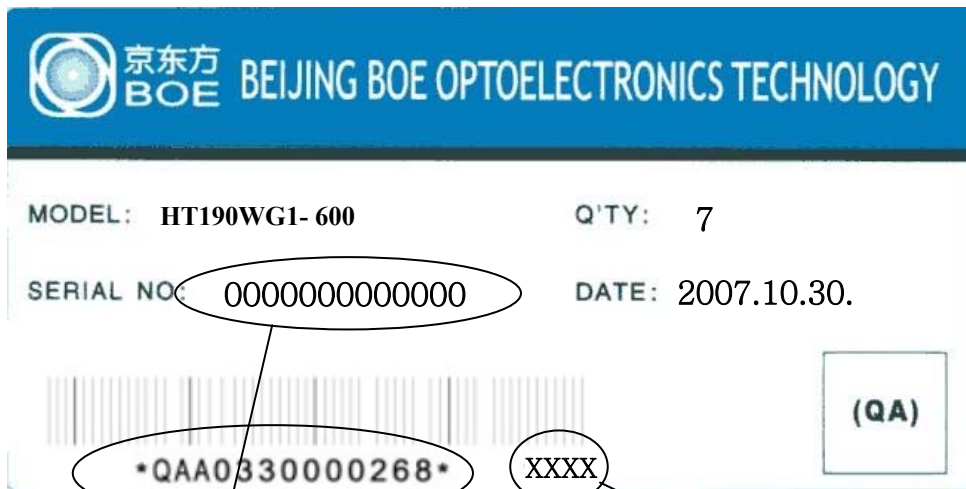 京东方
BOE BEIJING BOE OPTOELECTRONICS TECHNOLOGY
MODEL: HT190WG1- 600 Q'TY: 7
SERIAL NO: 0000000000000 DATE: 2007.10.30.
(QA)
*QAA0330000268* XXXX